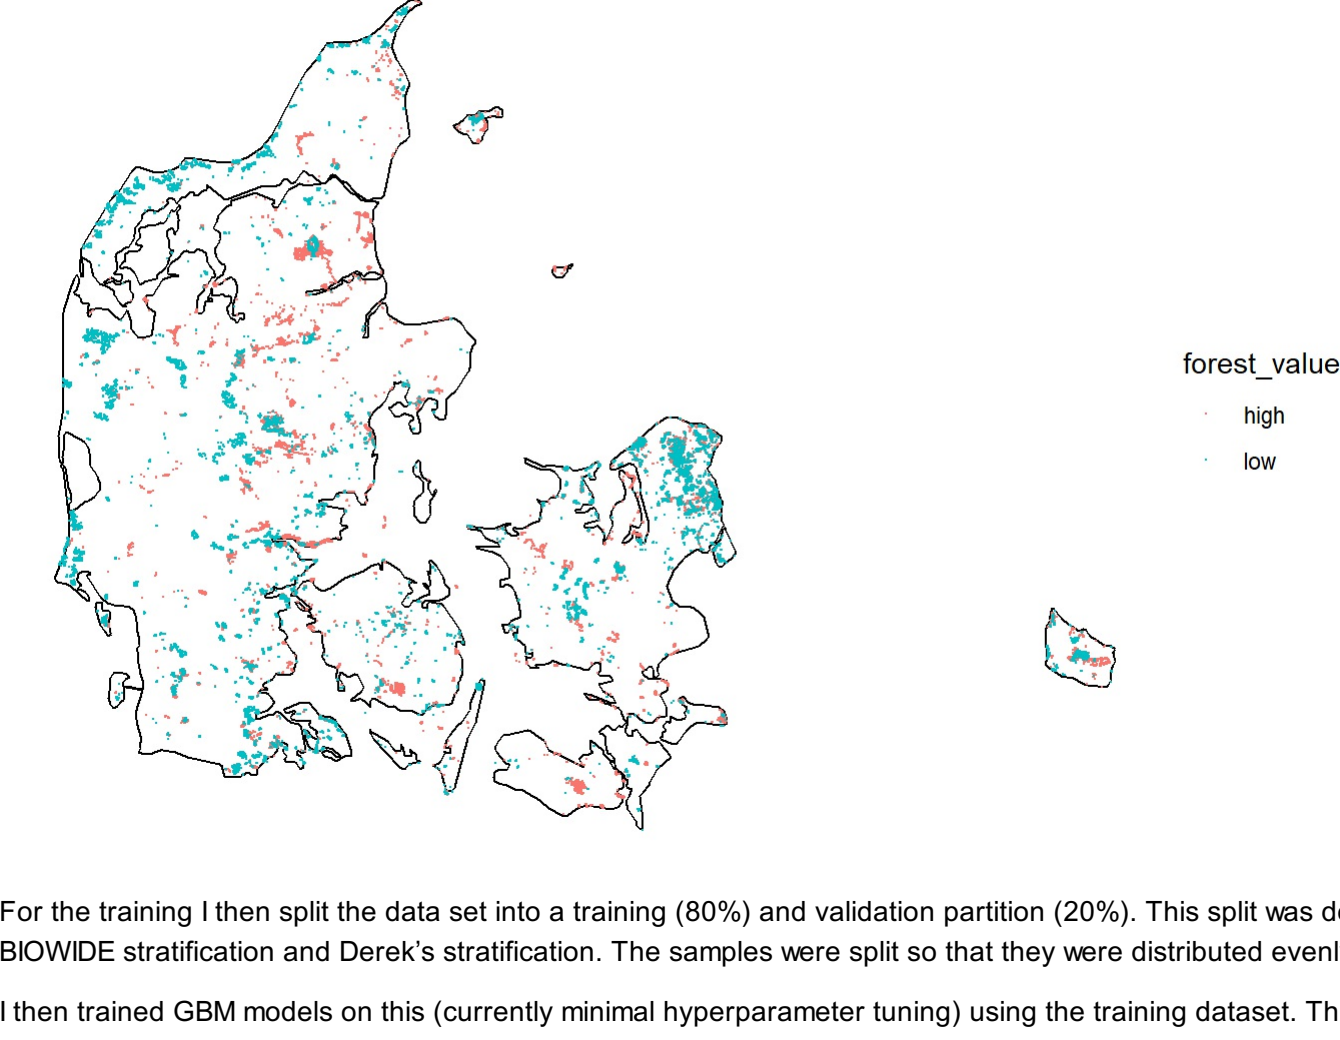 forest_value
high
low
For the training I then split the data set into a training (80%) and validation partition (20%). This split was
BIOWIDE stratification and Derek’s stratification. The samples were split so that they were distributed
I then trained GBM models on this (currently minimal hyperparameter tuning) using the training dataset.